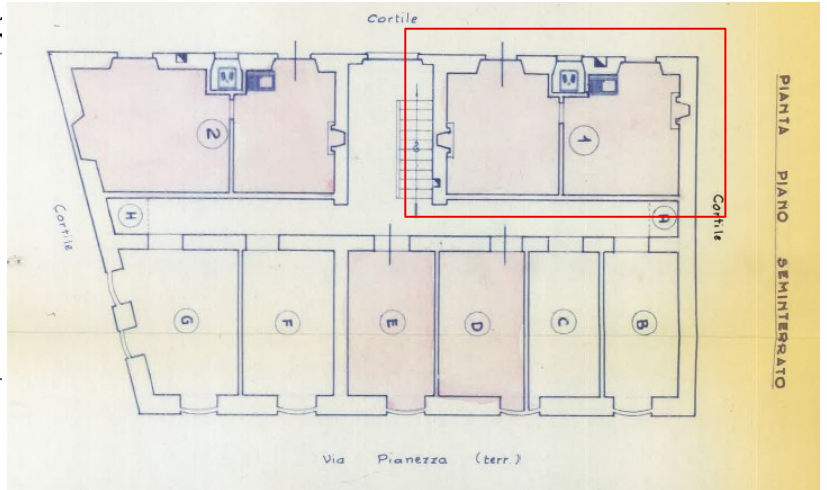 Cortile
PIANTA PIANO SEMINTERRATO
2
1
Cortile
Cortile
H
A
G
F
E
D
C
B
Via Pianezza (terr.)